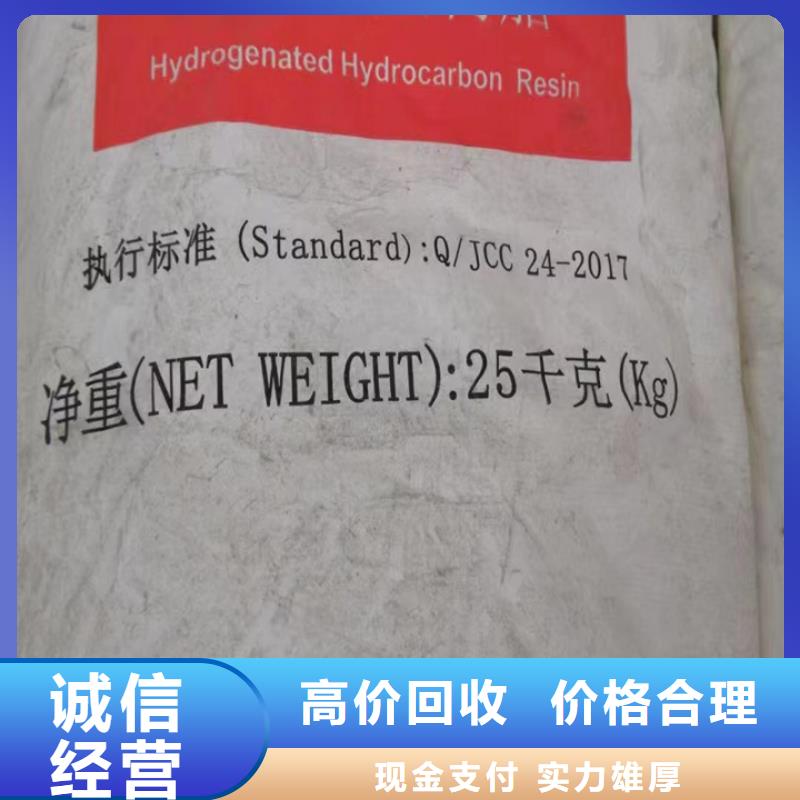 Hydrogenated Hydrocarbon Resin
执行标准 (Standard):Q/JCC 24-2017
净重(NET WEIGHT):25千克(Kg)
诚信
经营
高价回收 价格合理
现金支付 实力雄厚